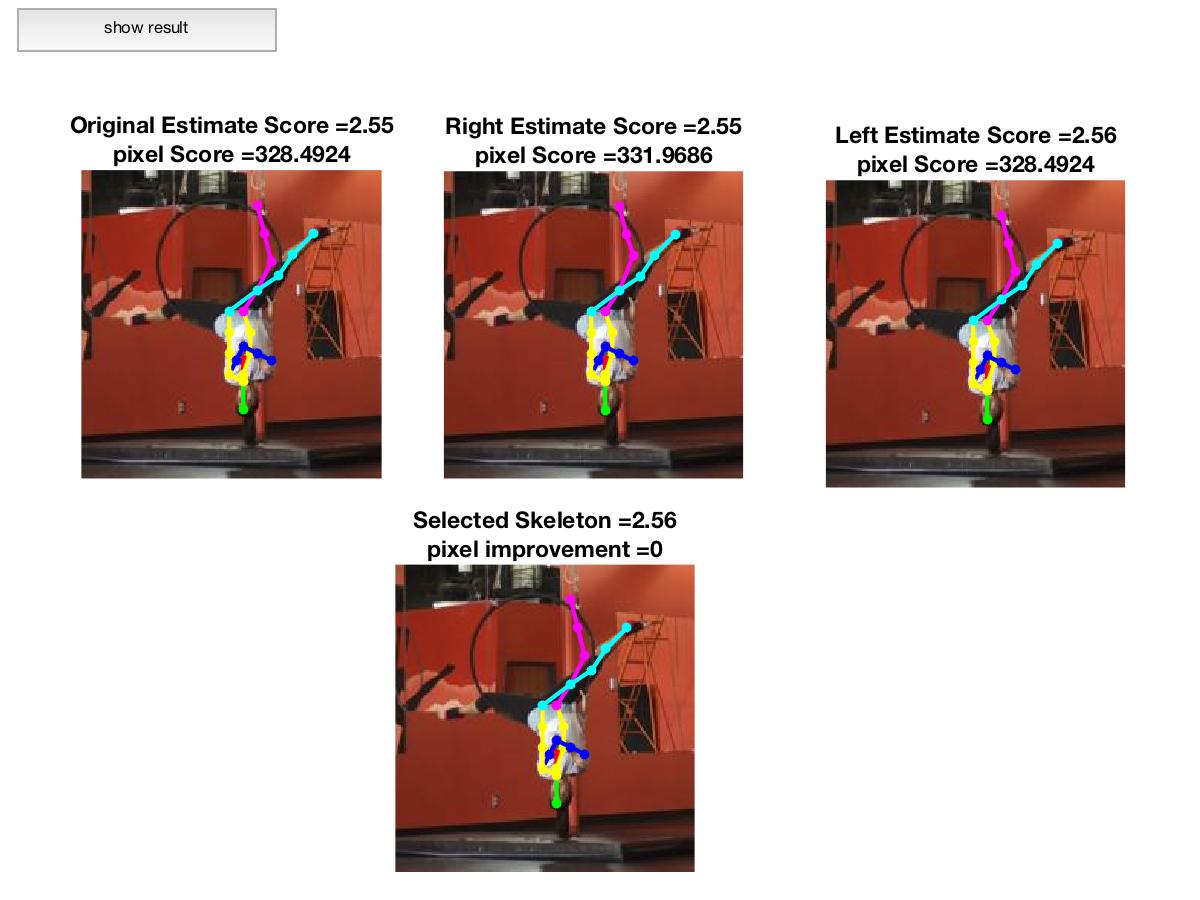 show result
Original Estimate Score =2.55
pixel Score =328.4924
Right Estimate Score =2.55
pixel Score =331.9686
Left Estimate Score =2.56
pixel Score =328.4924
Selected Skeleton =2.56
pixel improvement =0